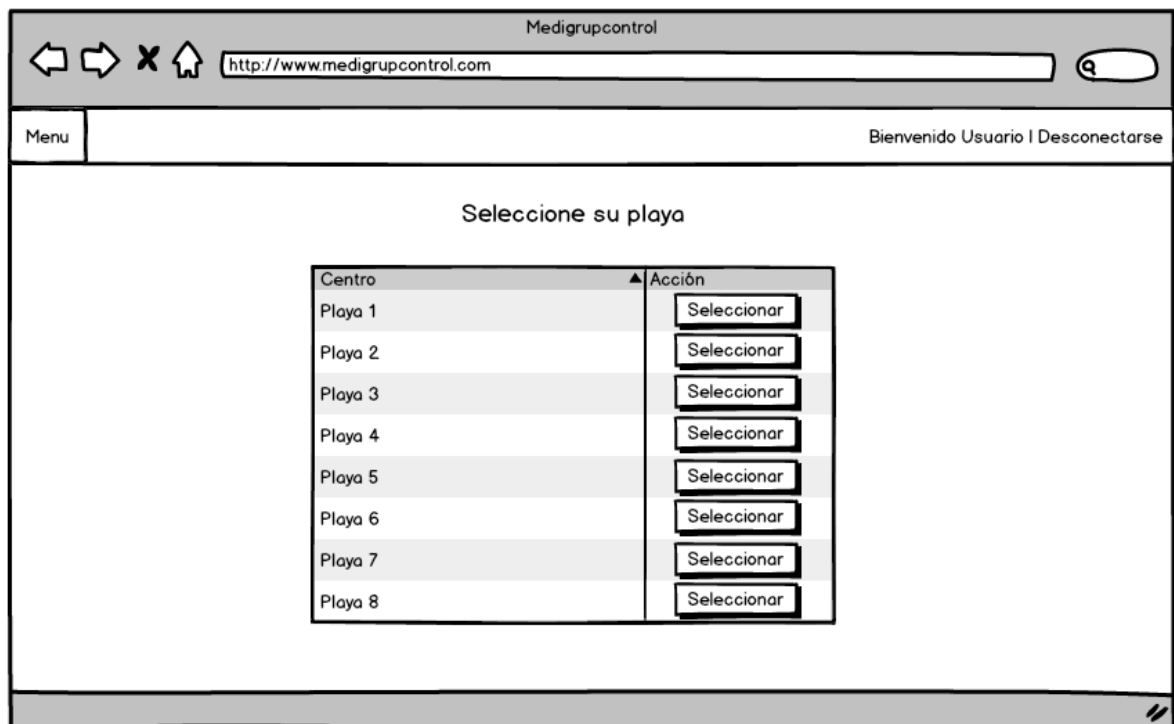 Medigrupcontrol
http://www.medigrupcontrol.com
Menu
Bienvenido Usuario | Desconectarse
Seleccione su playa
Centro Acción
Playa 1 Seleccionar
Playa 2 Seleccionar
Playa 3 Seleccionar
Playa 4 Seleccionar
Playa 5 Seleccionar
Playa 6 Seleccionar
Playa 7 Seleccionar
Playa 8 Seleccionar